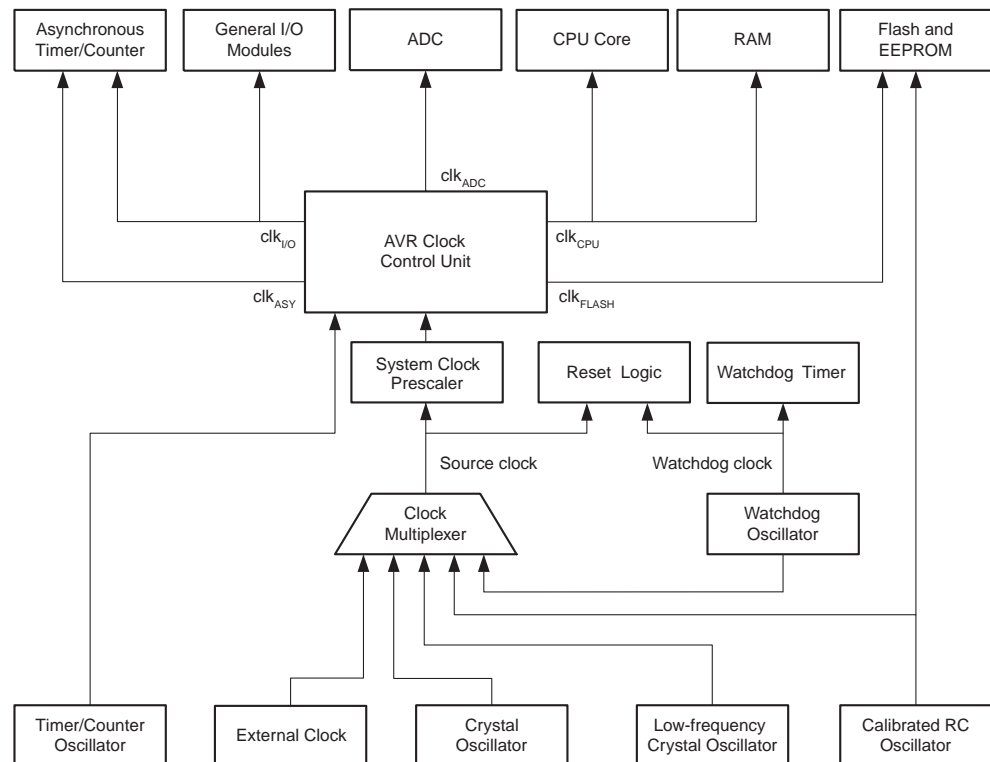 Asynchronous
Timer/Counter
General I/O
Modules
ADC
CPU Core
RAM
Flash and
EEPROM
clkADC
clkI/O
AVR Clock
Control Unit
clkCPU
clkASY
clkFLASH
System Clock
Prescaler
Reset Logic
Watchdog Timer
Source clock
Watchdog clock
Clock
Multiplexer
Watchdog
Oscillator
Timer/Counter
Oscillator
External Clock
Crystal
Oscillator
Low-frequency
Crystal Oscillator
Calibrated RC
Oscillator